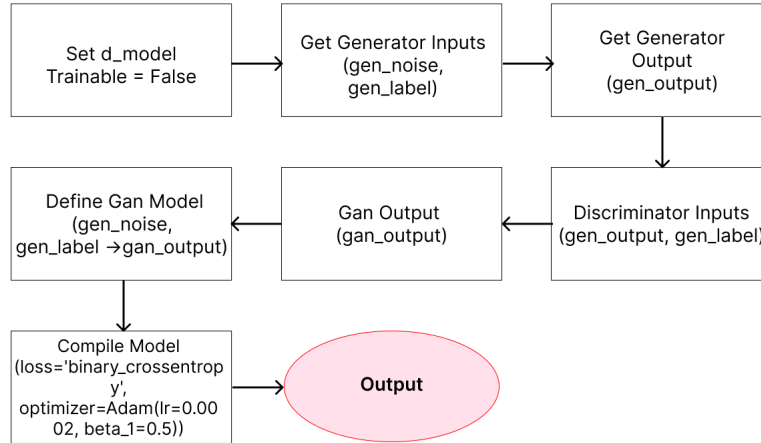 Set d_model
Trainable = False
Get Generator Inputs
(gen_noise,
gen_label)
Get Generator
Output
(gen_output)
Discriminator Inputs
(gen_output, gen_label)
Gan Output
(gan_output)
Define Gan Model
(gen_noise,
gen_label →gan_output)
Compile Model
(loss='binary_crossentrop
y',
optimizer=Adam(lr=0.00
02, beta_1=0.5))
Output